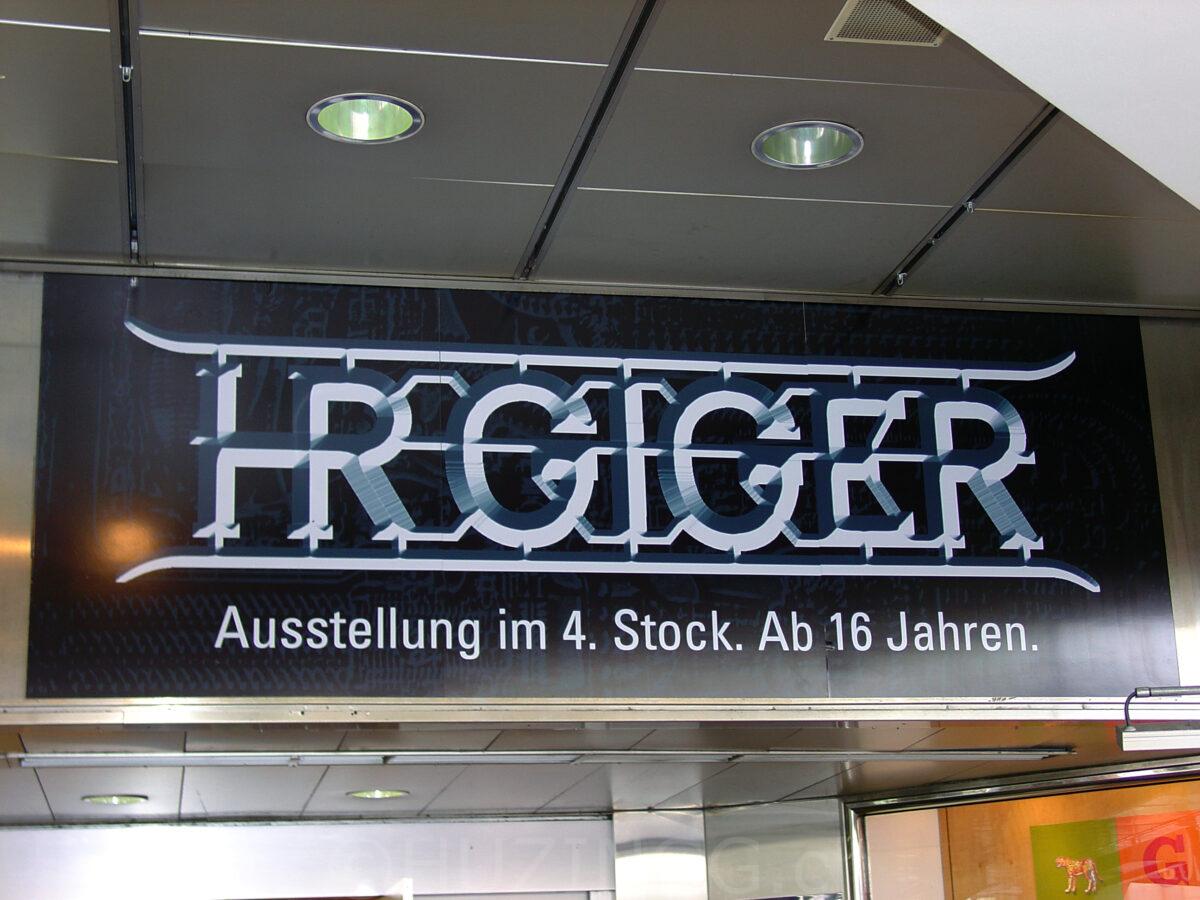 HR GIGER
Ausstellung im 4. Stock. Ab 16 Jahren.
G